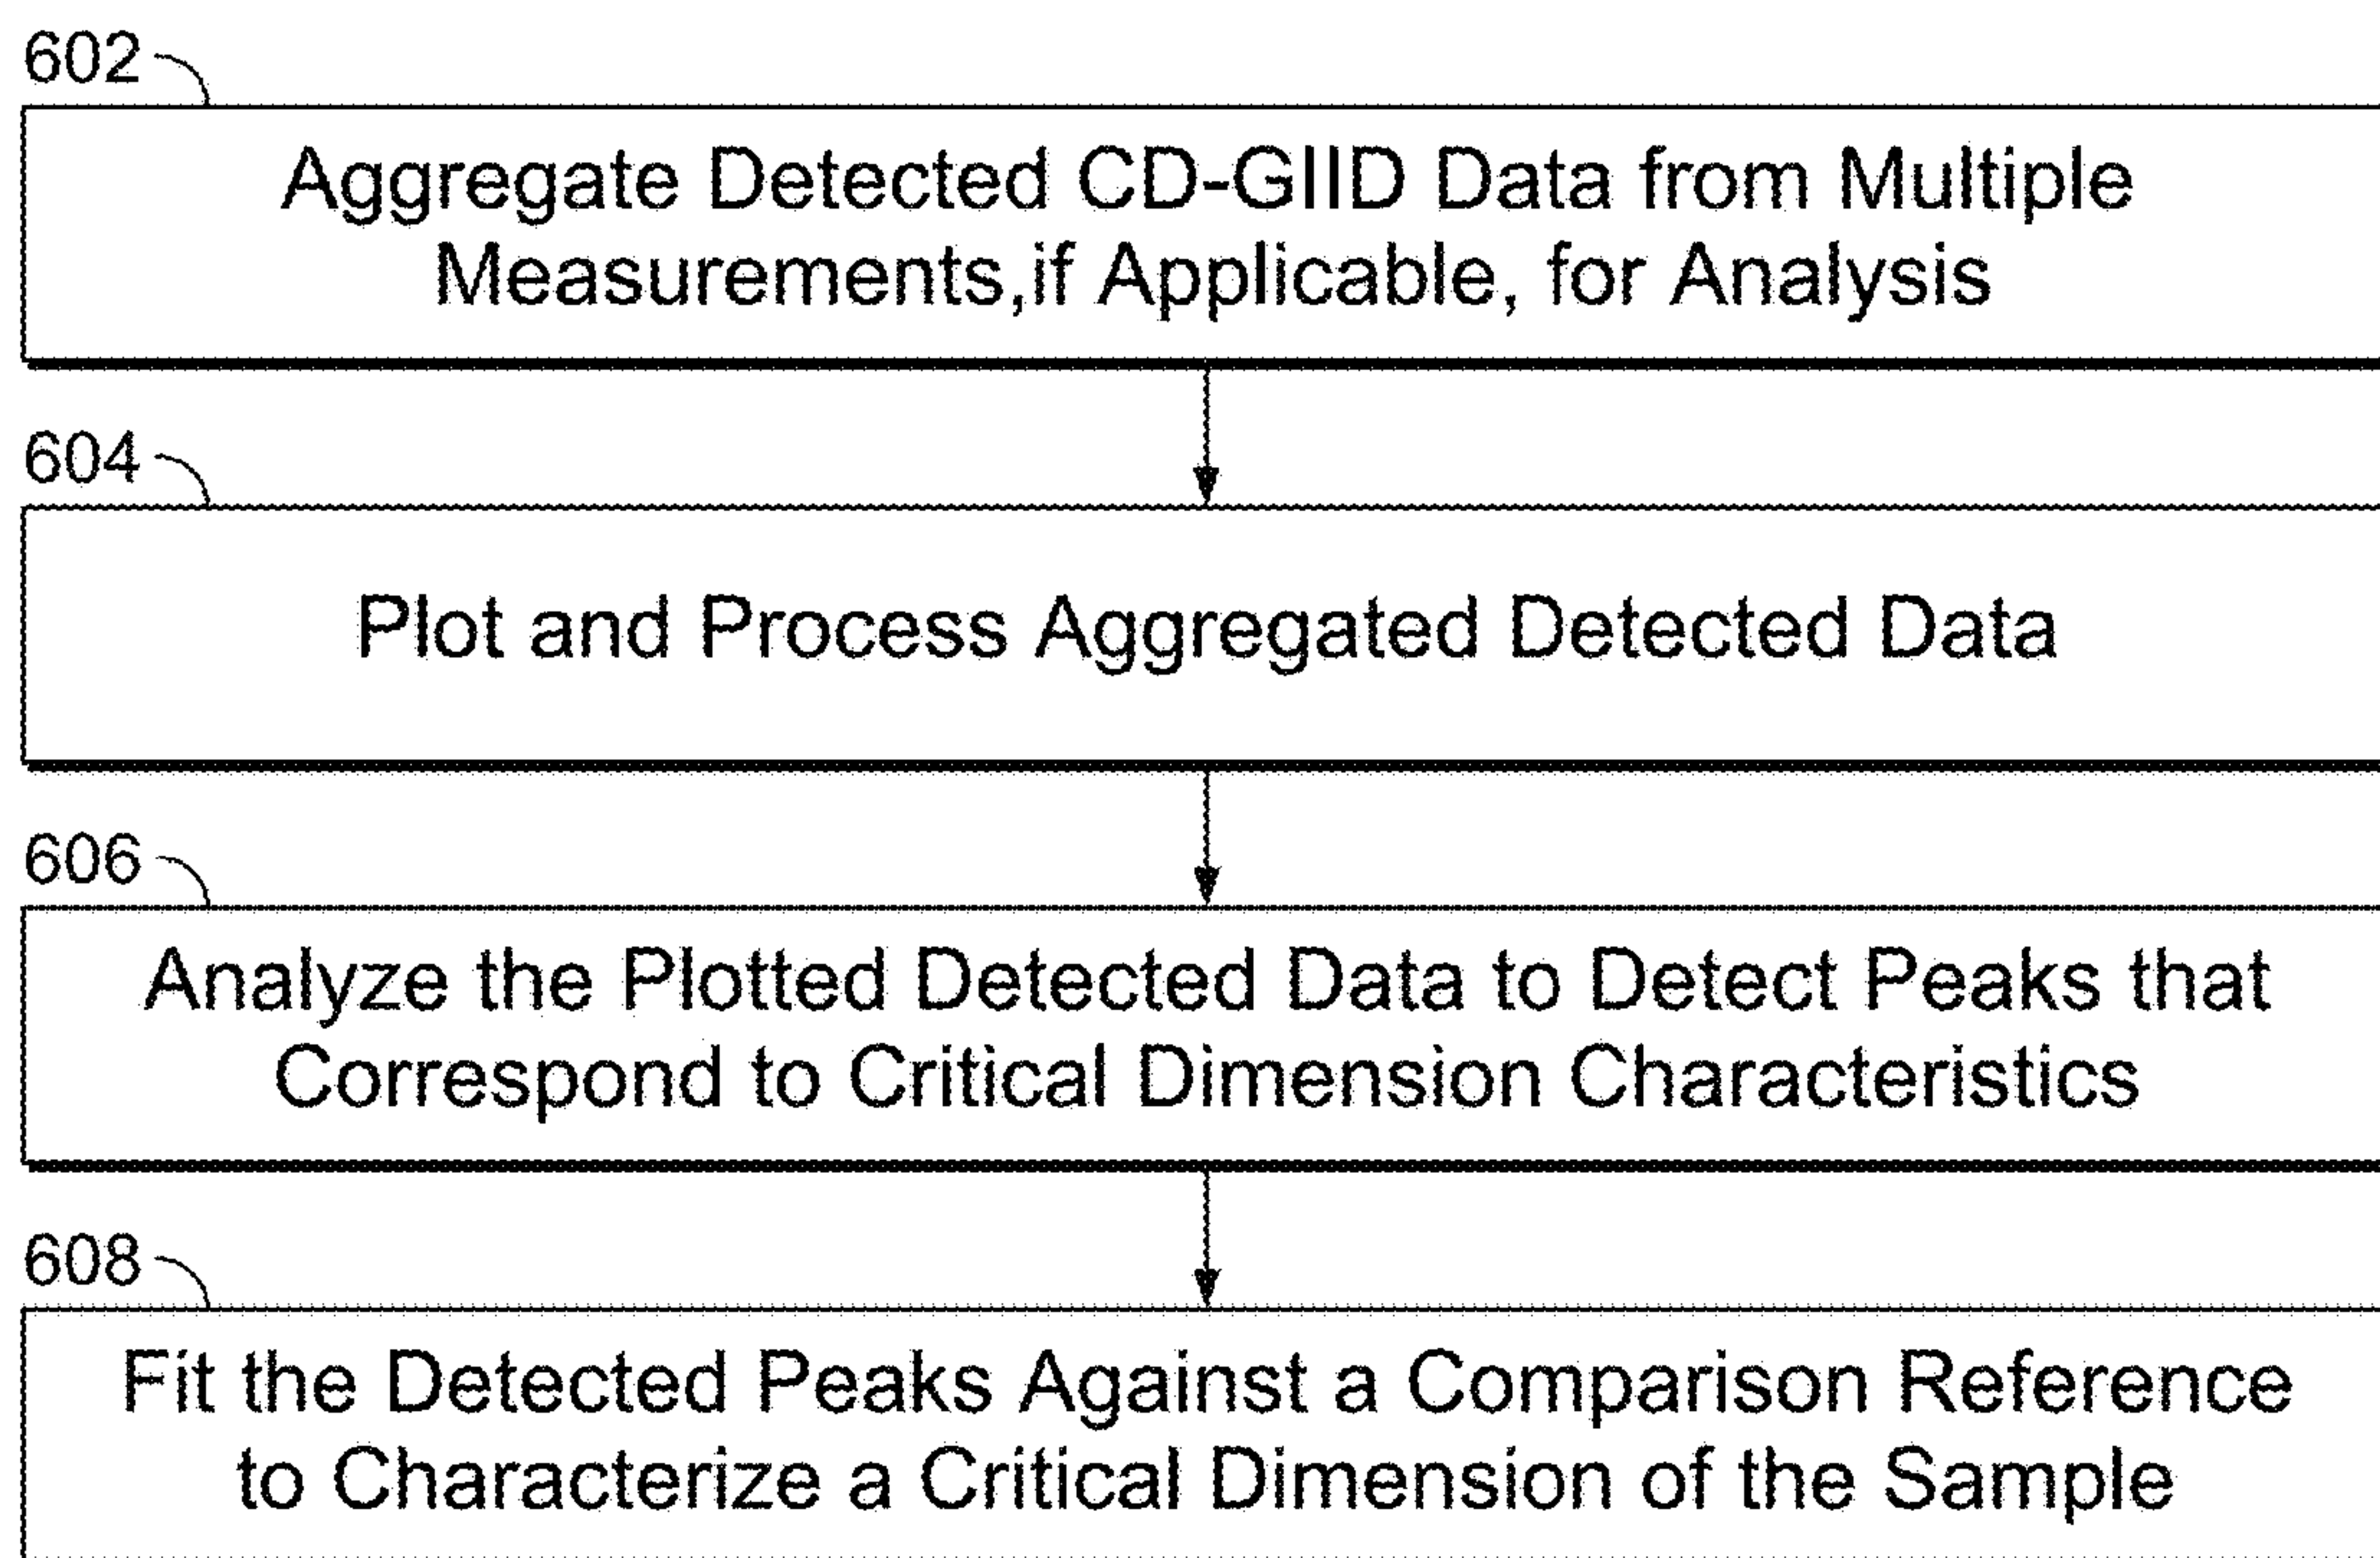 602
Aggregate Detected CD-GIID Data from Multiple
Measurements,if Applicable, for Analysis
604
Plot and Process Aggregated Detected Data
606
Analyze the Plotted Detected Data to Detect Peaks that
Correspond to Critical Dimension Characteristics
608
Fit the Detected Peaks Against a Comparison Reference
to Characterize a Critical Dimension of the Sample